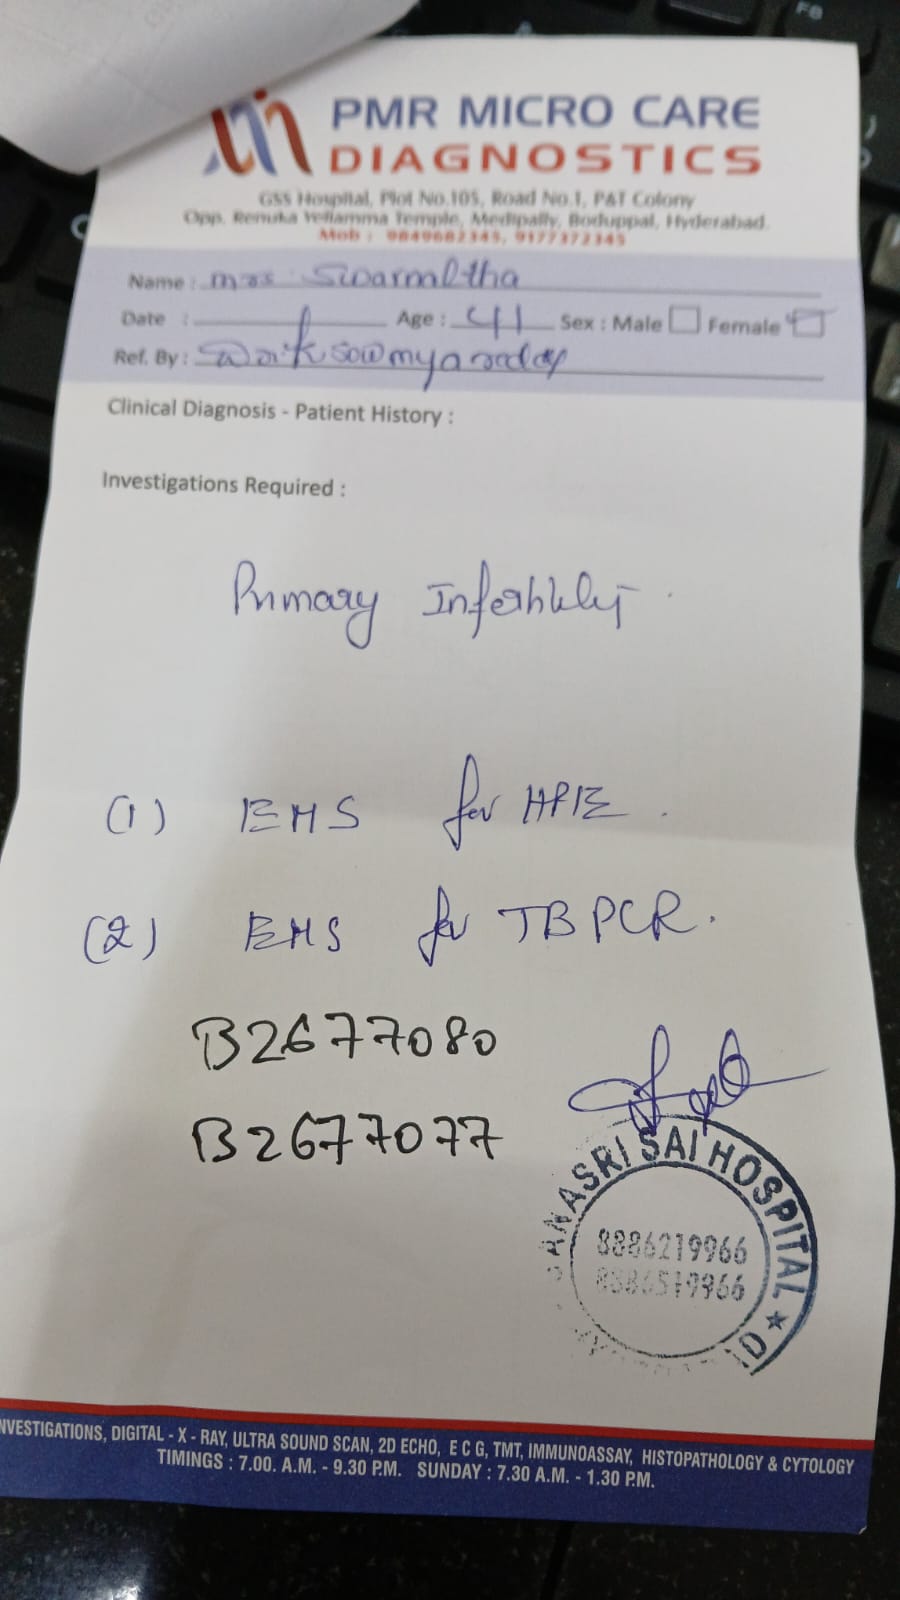 PMR MICRO CARE
DIAGNOSTICS
GSS Hospital, Plot No.105, Road No.1, P&T Colony
Opp. Renuka Yellamma Temple, Medipally, Boduppal, Hyderabad.
Mob : 9849682345, 9177372345
Name : mrs Swarnaltha
Date : Age : 41 Sex : Male Female
Ref. By : sowmya reddy
Clinical Diagnosis - Patient History :
Investigations Required :
Primary Infertility.
(1) EMS for HPE.
(2) EMS for TB PCR.
B2677080
B2677077
SAI HOSPITAL ★
8886219966
8886519966
NVESTIGATIONS, DIGITAL - X - RAY, ULTRA SOUND SCAN, 2D ECHO, E C G, TMT, IMMUNOASSAY, HISTOPATHOLOGY & CYTOLOGY
TIMINGS : 7.00. A.M. - 9.30 P.M. SUNDAY : 7.30 A.M. - 1.30 P.M.
F8